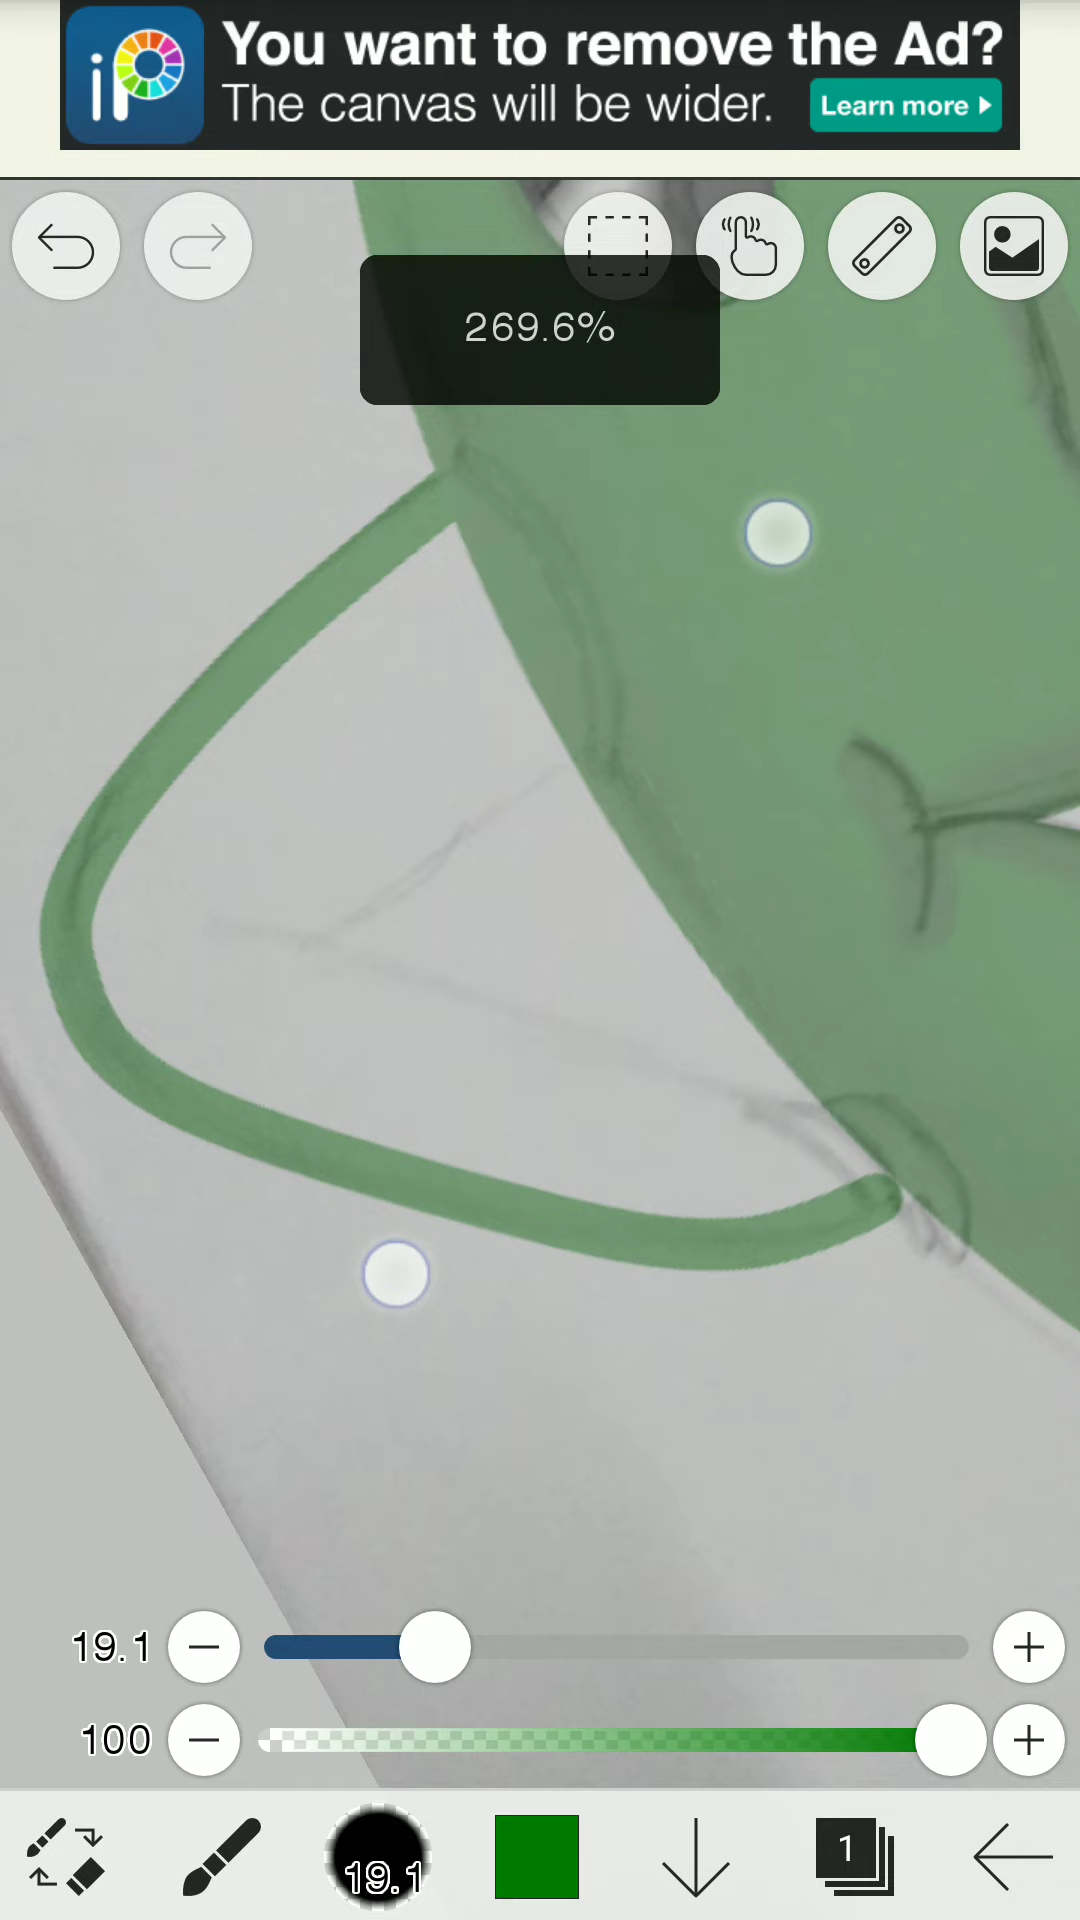 iP
You want to remove the Ad?
The canvas will be wider.
Learn more
269.6%
19.1
100
19.1
1